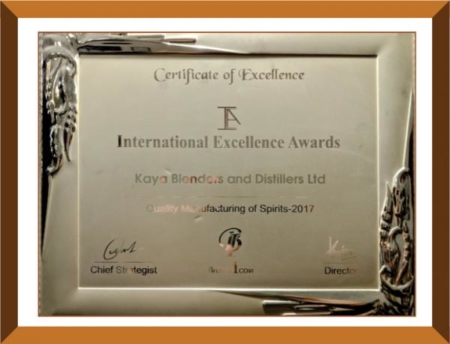 Certificate of Excellence
IEA
International Excellence Awards
Kaya Blenders and Distillers Ltd
Quality Manufacturing of Spirits-2017
Chief Strategist
Director